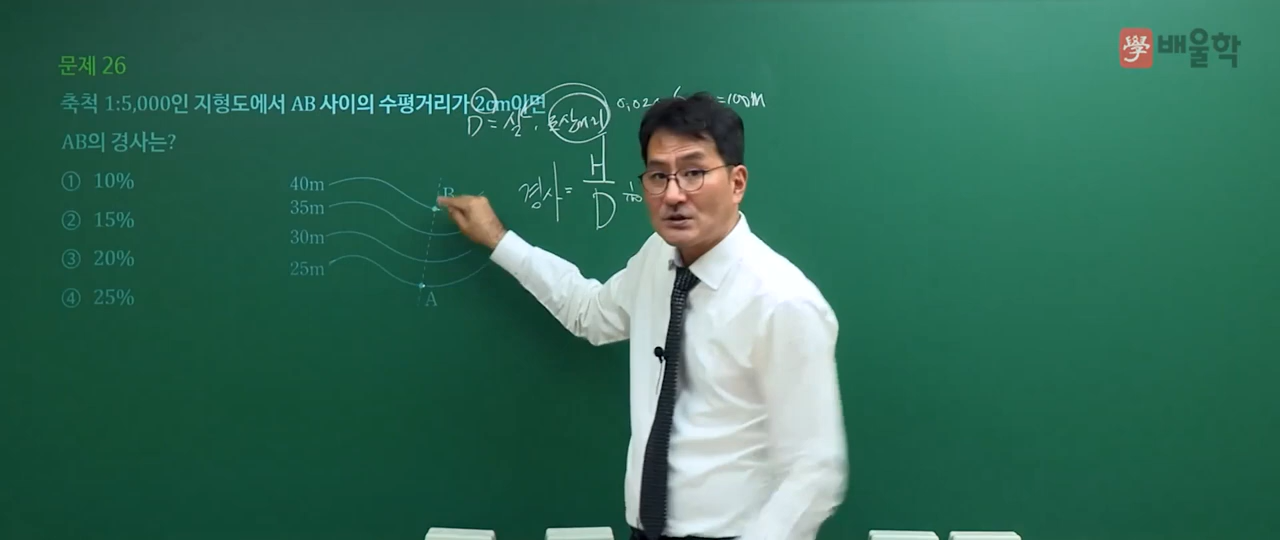 學 배울학
문제 26
축척 1:5,000인 지형도에서 AB 사이의 수평거리가 2cm이면
AB의 경사는?
① 10%
② 15%
③ 20%
④ 25%
40m
35m
30m
25m
B
A
=100m
D=
경사= H
D